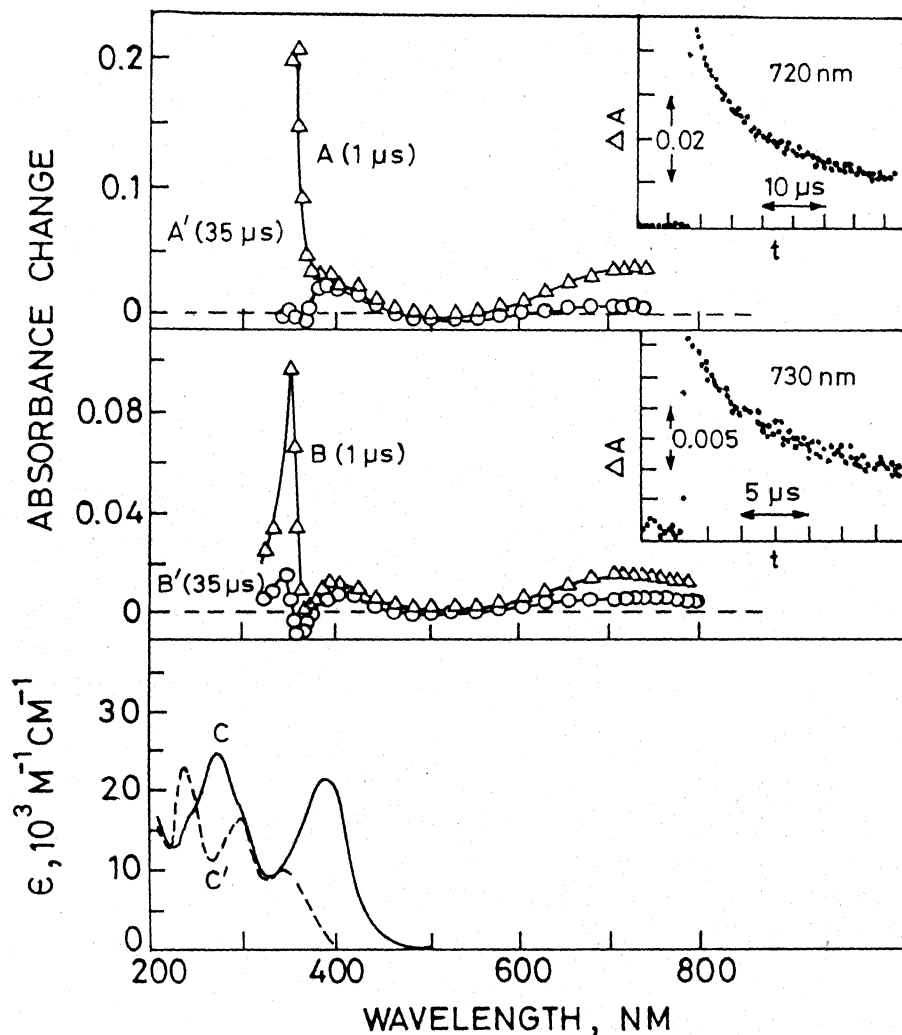 ABSORBANCE CHANGE
0.2
0.1
0
A (1 µs)
A' (35 µs)
720 nm
ΔA
0.02
10 µs
t
0.08
0.04
0
B (1 µs)
B' (35 µs)
730 nm
ΔA
0.005
5 µs
t
ϵ, 10³ M⁻¹ CM⁻¹
30
20
10
0
C
C'
200 400 600 800
WAVELENGTH, NM